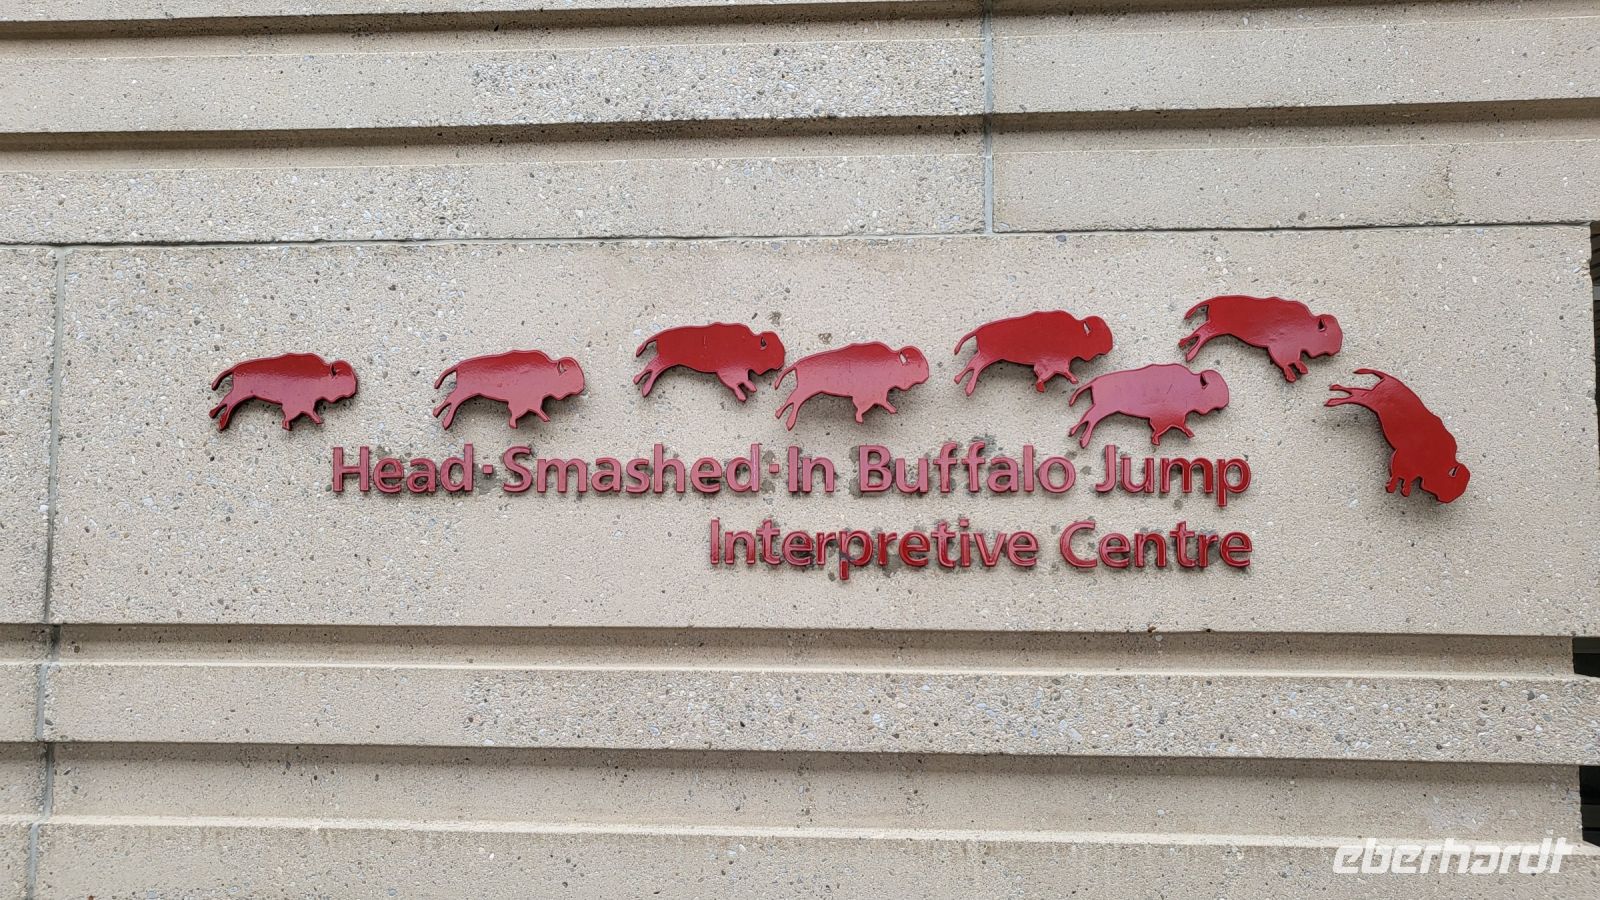 Head·Smashed·In Buffalo Jump
Interpretive Centre
eberhardt